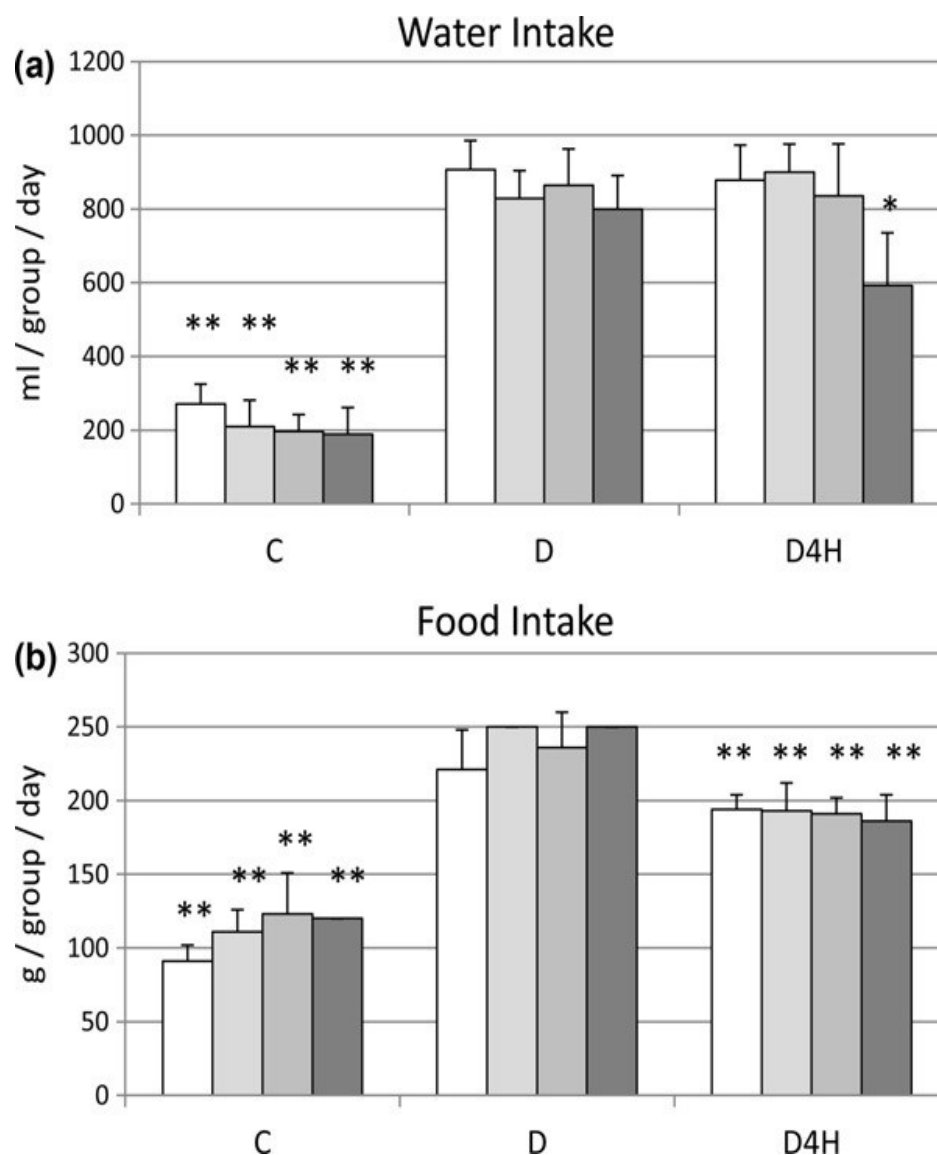 Water Intake
(a)
1200
1000
800
600
400
200
0
ml / group / day
** ** ** **
*
C D D4H
Food Intake
(b)
300
250
200
150
100
50
0
g / group / day
** ** ** **
** ** ** **
C D D4H